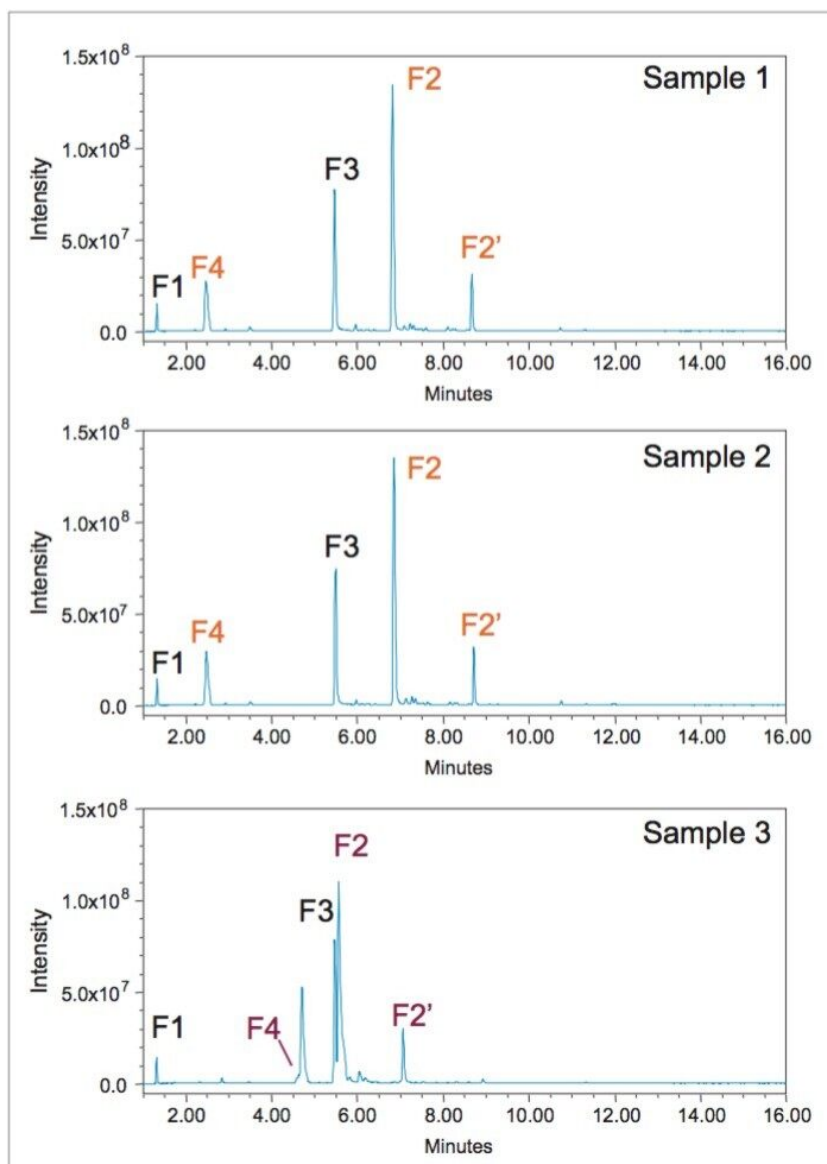 1.5x10⁸
Sample 1
F2
1.0x10⁸
F3
Intensity
5.0x10⁷
F2’
F4
F1
0.0
2.00 4.00 6.00 8.00 10.00 12.00 14.00 16.00
Minutes
1.5x10⁸
Sample 2
F2
1.0x10⁸
F3
Intensity
5.0x10⁷
F4
F2’
F1
0.0
2.00 4.00 6.00 8.00 10.00 12.00 14.00 16.00
Minutes
1.5x10⁸
Sample 3
F2
1.0x10⁸
F3
Intensity
5.0x10⁷
F1
F4
F2’
0.0
2.00 4.00 6.00 8.00 10.00 12.00 14.00 16.00
Minutes